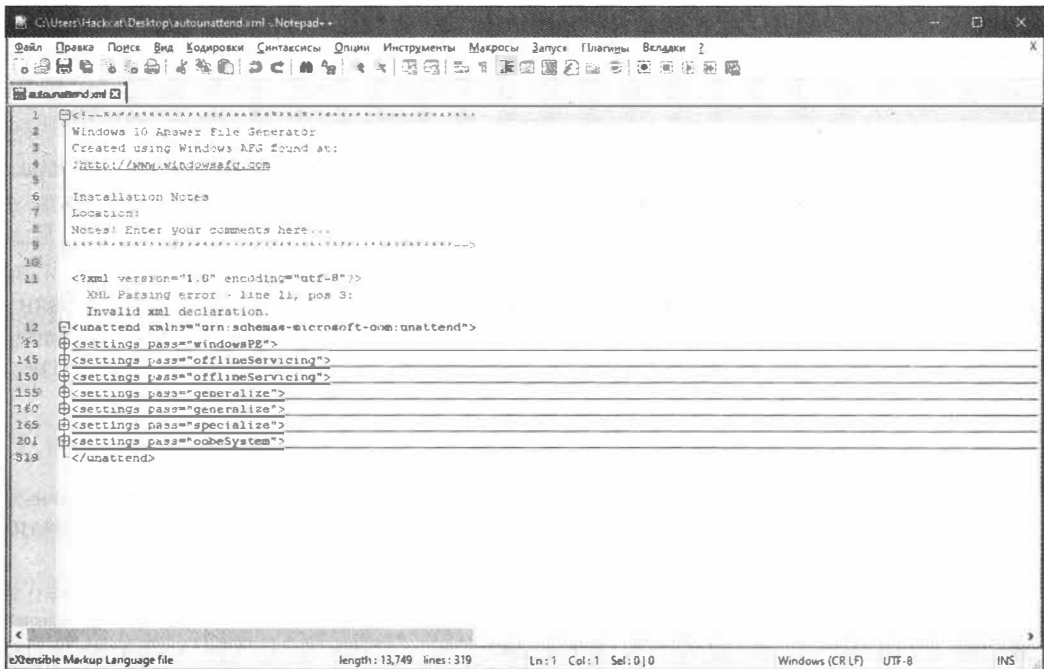 C:\Users\Hackcat\Desktop\autounattend.xml - Notepad++
Файл Правка Поиск Вид Кодировки Синтаксисы Опции Инструменты Макросы Запуск Плагины Вкладки ? X
autounattend.xml
1 <!--*************************************************
2 Windows 10 Answer File Generator
3 Created using Windows AFG found at:
4 ;http://www.windowsafg.com
5
6 Installation Notes
7 Location:
8 Notes: Enter your comments here...
9 **************************************************-->
10
11 <?xml version="1.0" encoding="utf-8"?>
XML Parsing error - line 11, pos 3:
Invalid xml declaration.
12 <unattend xmlns="urn:schemas-microsoft-com:unattend">
13 <settings pass="windowsPE">
145 <settings pass="offlineServicing">
150 <settings pass="offlineServicing">
155 <settings pass="generalize">
160 <settings pass="generalize">
165 <settings pass="specialize">
201 <settings pass="oobeSystem">
319 </unattend>
eXtensible Markup Language file length : 13,749 lines : 319 Ln : 1 Col : 1 Sel : 0 | 0 Windows (CR LF) UTF-8 INS